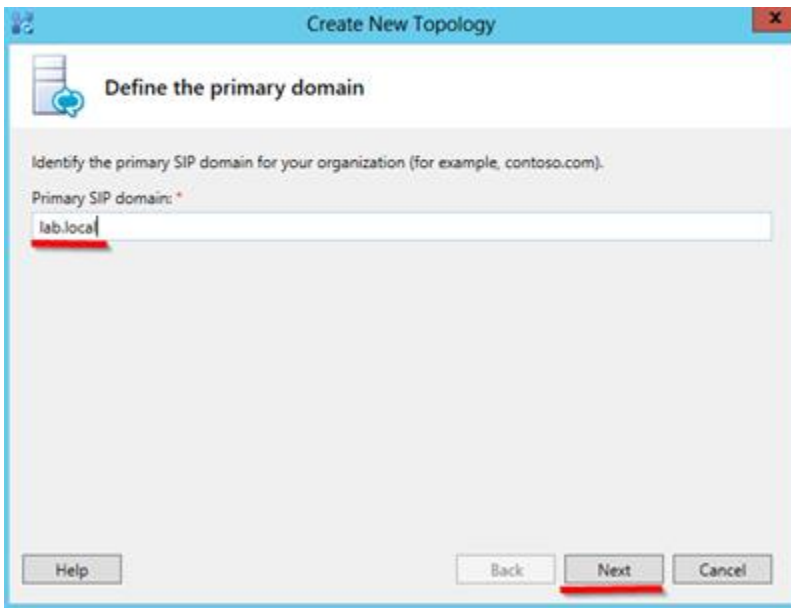 Create New Topology
x
Define the primary domain
Identify the primary SIP domain for your organization (for example, contoso.com).
Primary SIP domain: *
lab.local
Help
Back
Next
Cancel